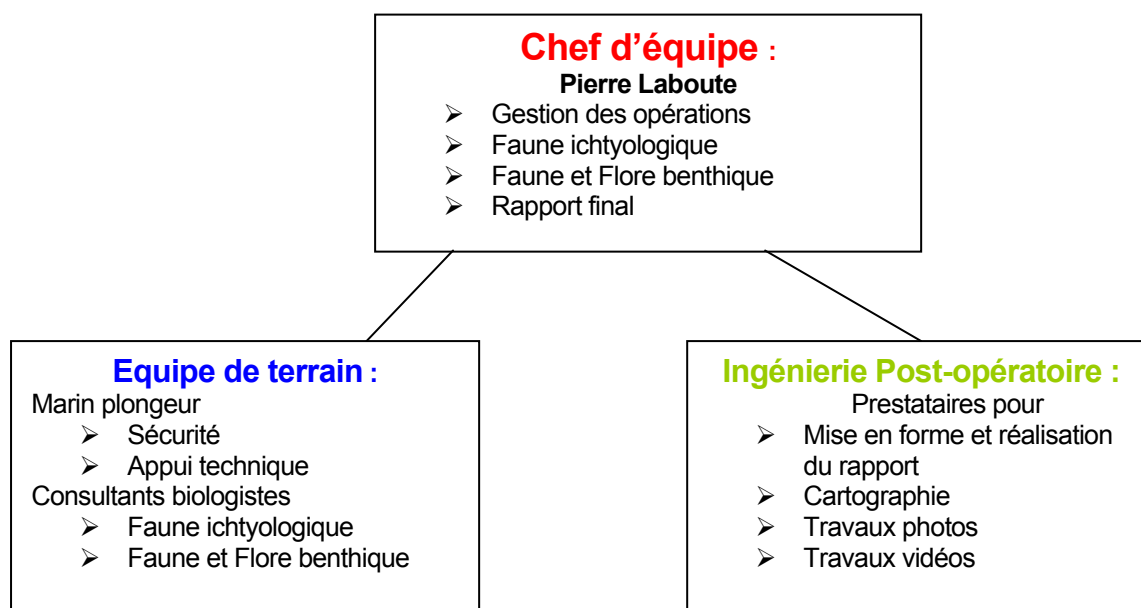 Chef d’équipe :
Pierre Laboute
➢ Gestion des opérations
➢ Faune ichtyologique
➢ Faune et Flore benthique
➢ Rapport final
Equipe de terrain :
Marin plongeur
➢ Sécurité
➢ Appui technique
Consultants biologistes
➢ Faune ichtyologique
➢ Faune et Flore benthique
Ingénierie Post-opératoire :
Prestataires pour
➢ Mise en forme et réalisation
du rapport
➢ Cartographie
➢ Travaux photos
➢ Travaux vidéos